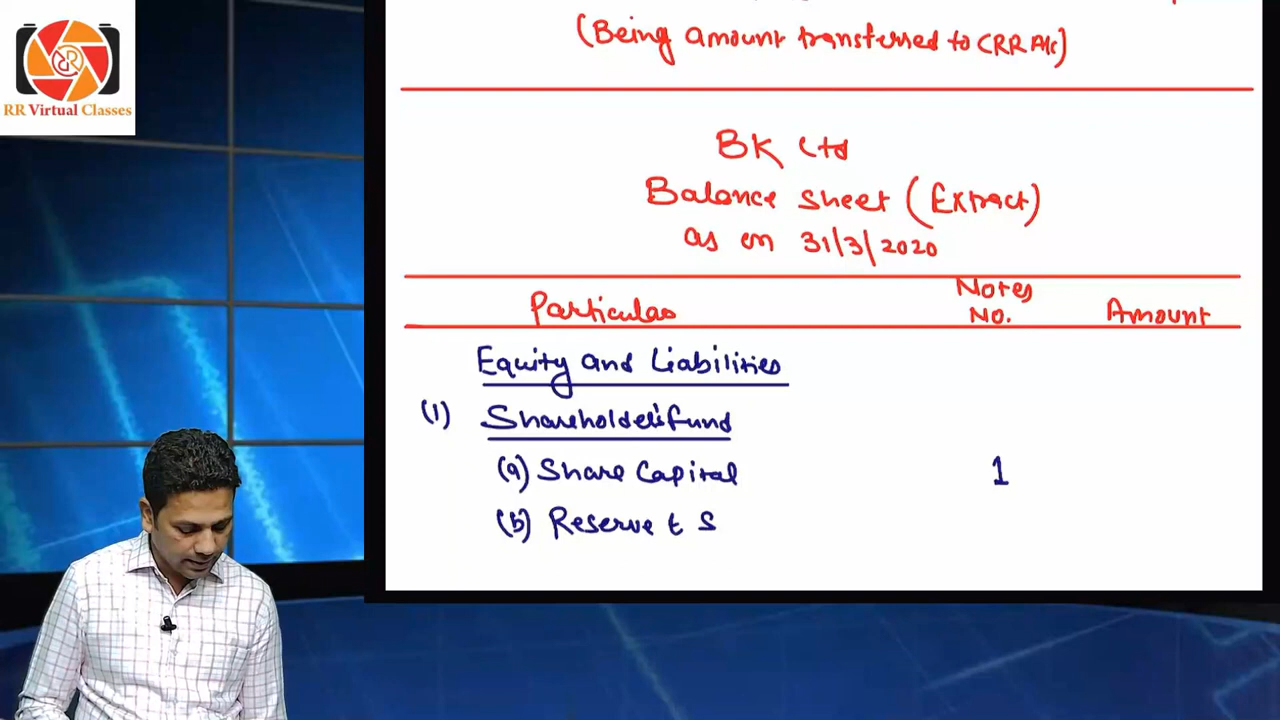 RR Virtual Classes
(Being amount transferred to CRR A/c)
BK Ltd
Balance sheet (Extract)
as on 31/3/2020
Particulas Notes No. Amount
Equity and Liabilities
(1) Shareholder's fund
(a) Share Capital 1
(b) Reserve & S